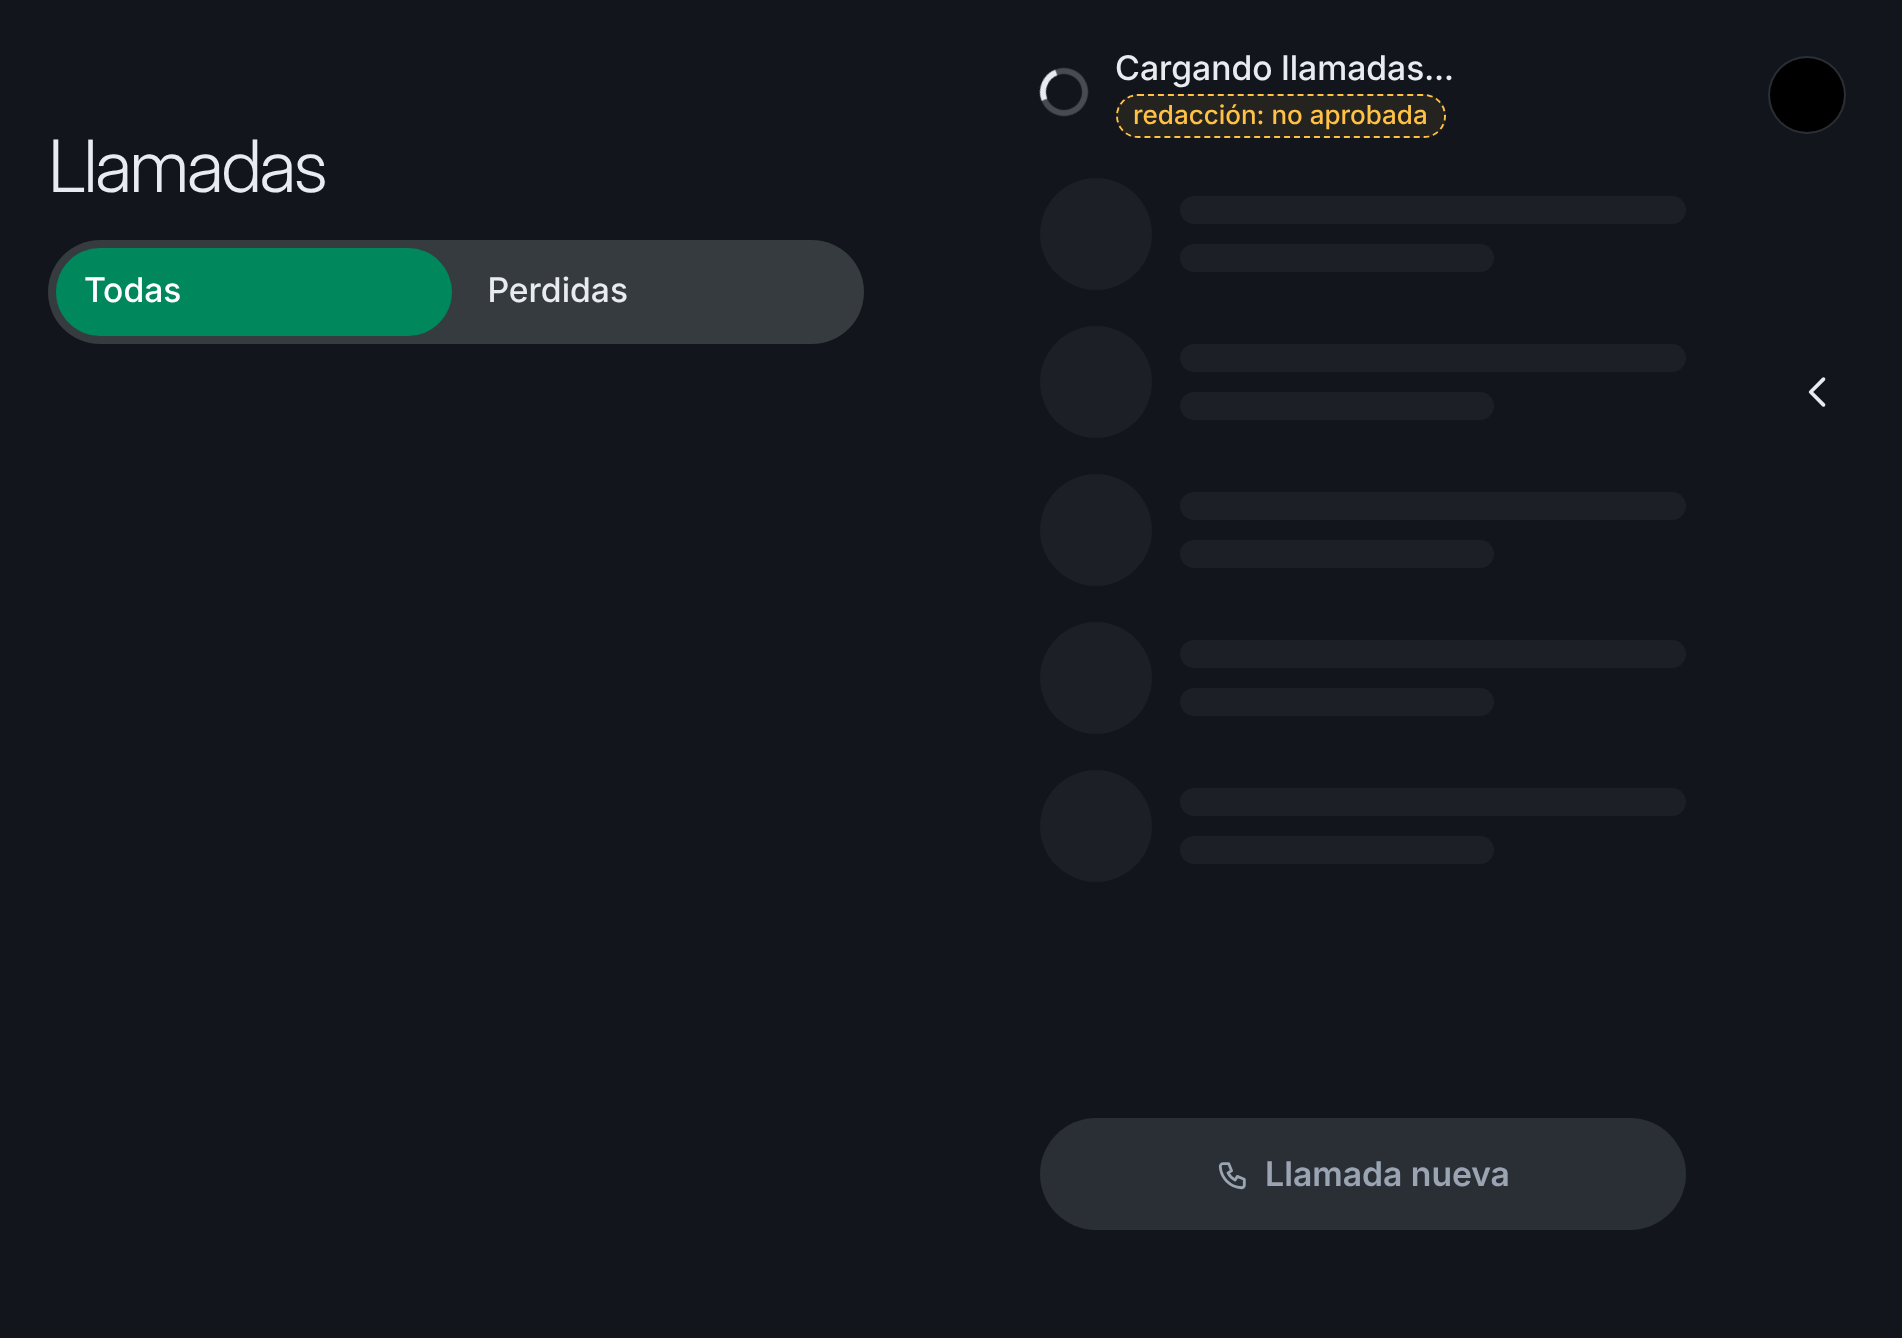 Llamadas
Todas
Perdidas
Cargando llamadas...
redacción: no aprobada
Llamada nueva